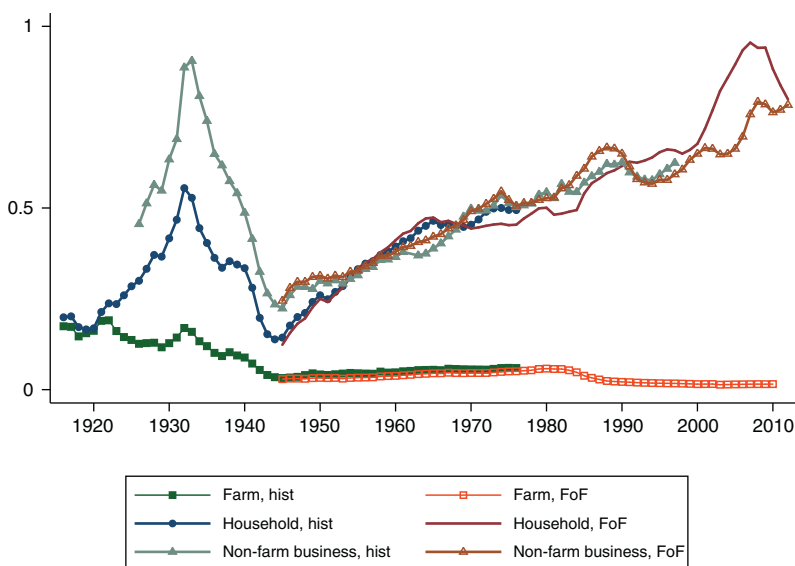 1
0.5
0
1920 1930 1940 1950 1960 1970 1980 1990 2000 2010
Farm, hist Farm, FoF
Household, hist Household, FoF
Non-farm business, hist Non-farm business, FoF